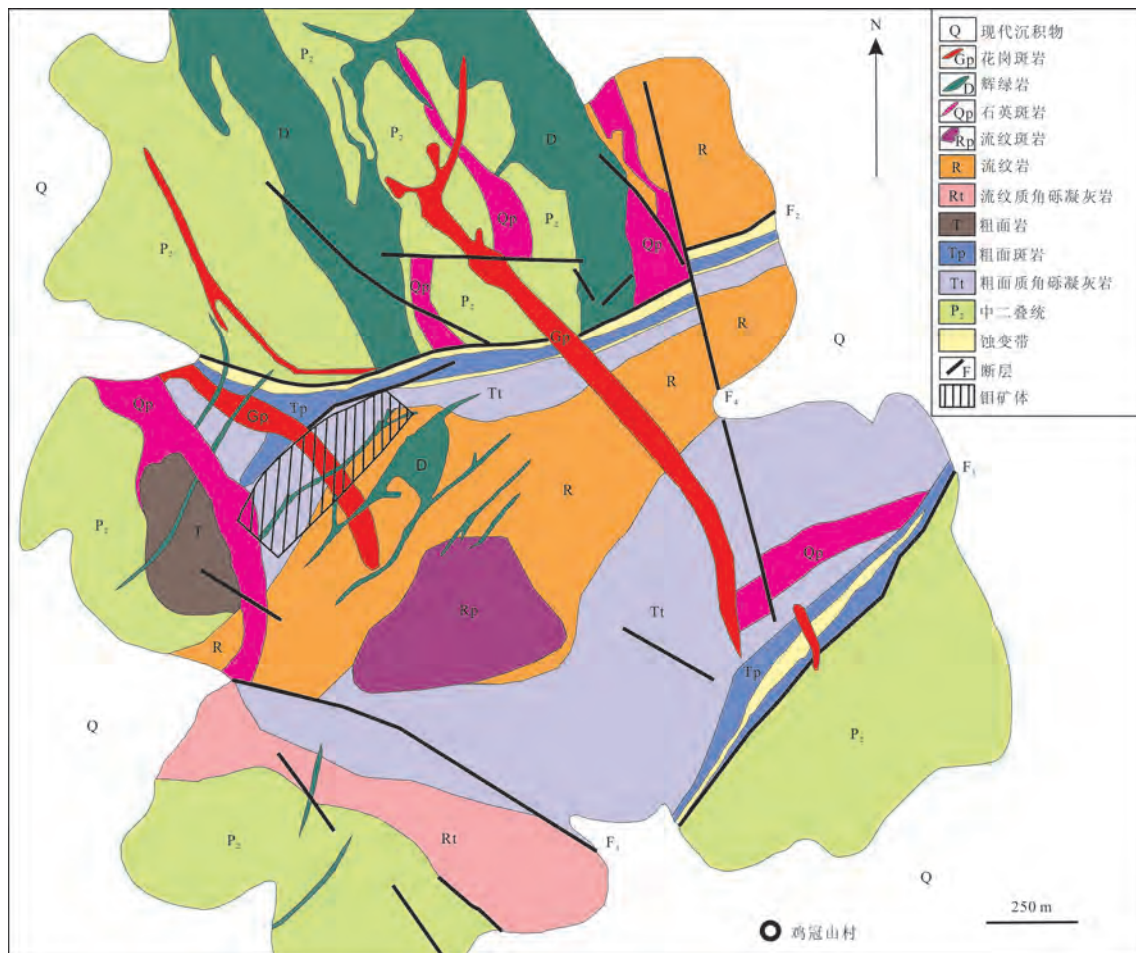 N
Q 现代沉积物
Gp 花岗斑岩
D 辉绿岩
Qp 石英斑岩
Rp 流纹斑岩
R 流纹岩
Rt 流纹质角砾凝灰岩
T 粗面岩
Tp 粗面斑岩
Tt 粗面质角砾凝灰岩
P₂ 中二叠统
蚀变带
F 断层
钼矿体
P₂
D
P₂
D
R
Q
F₂
Qp
P₂
Qp
P₂
Qp
P₂
Gp
R
Q
Tt
R
F₄
Qp
Gp
Tp
D
F₃
R
P₂
T
Qp
Rp
Tt
R
Tp
P₂
Q
Rt
P₂
F₁
Q
250 m
鸡冠山村